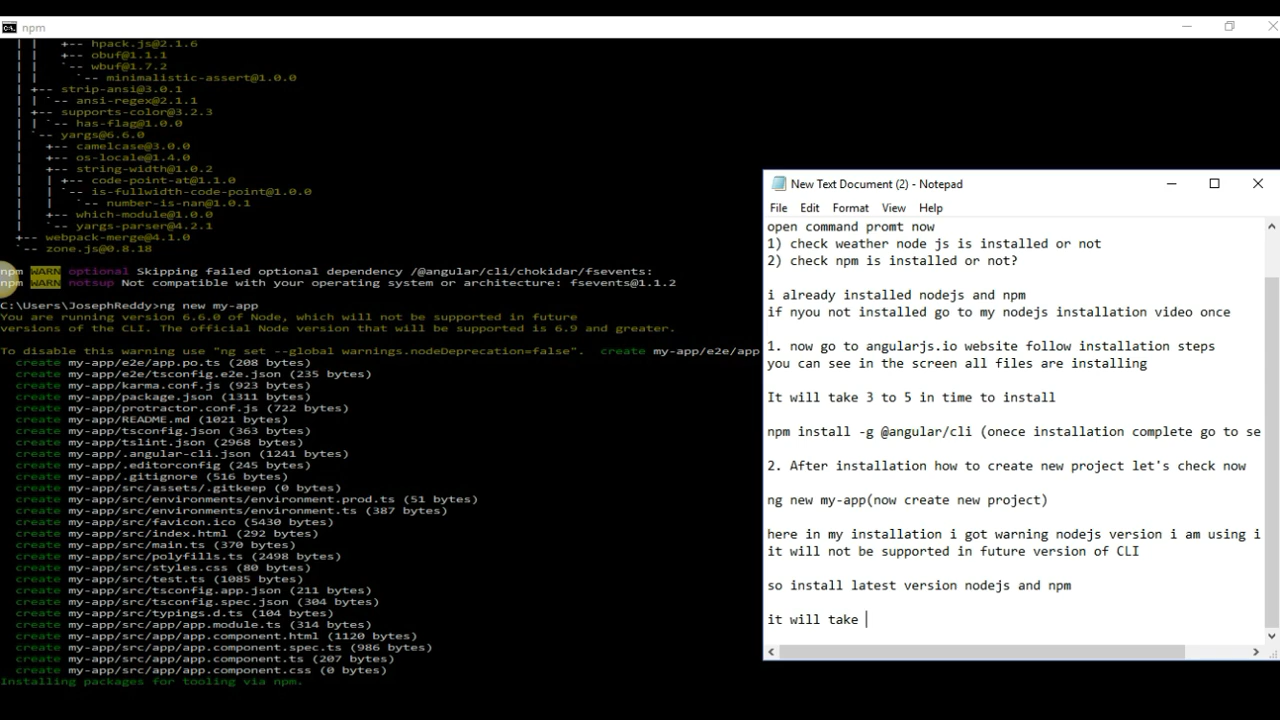 npm
| |   +-- hpack.js@2.1.6
| |   +-- obuf@1.1.1
| |   `-- wbuf@1.7.2
| |     `-- minimalistic-assert@1.0.0
| +-- strip-ansi@3.0.1
| | `-- ansi-regex@2.1.1
| +-- supports-color@3.2.3
| | `-- has-flag@1.0.0
| `-- yargs@6.6.0
|   +-- camelcase@3.0.0
|   +-- os-locale@1.4.0
|   +-- string-width@1.0.2
|   | +-- code-point-at@1.1.0
|   | `-- is-fullwidth-code-point@1.0.0
|   |   `-- number-is-nan@1.0.1
|   +-- which-module@1.0.0
|   `-- yargs-parser@4.2.1
+-- webpack-merge@4.1.0
`-- zone.js@0.8.18
npm WARN optional Skipping failed optional dependency /@angular/cli/chokidar/fsevents:
npm WARN notsup Not compatible with your operating system or architecture: fsevents@1.1.2
C:\Users\JosephReddy>ng new my-app
You are running version 6.6.0 of Node, which will not be supported in future
versions of the CLI. The official Node version that will be supported is 6.9 and greater.
To disable this warning use "ng set --global warnings.nodeDeprecation=false".  create my-app/e2e/app
create my-app/e2e/app.po.ts (208 bytes)
create my-app/e2e/tsconfig.e2e.json (235 bytes)
create my-app/karma.conf.js (923 bytes)
create my-app/package.json (1311 bytes)
create my-app/protractor.conf.js (722 bytes)
create my-app/README.md (1021 bytes)
create my-app/tsconfig.json (363 bytes)
create my-app/tslint.json (2968 bytes)
create my-app/.angular-cli.json (1241 bytes)
create my-app/.editorconfig (245 bytes)
create my-app/.gitignore (516 bytes)
create my-app/src/assets/.gitkeep (0 bytes)
create my-app/src/environments/environment.prod.ts (51 bytes)
create my-app/src/environments/environment.ts (387 bytes)
create my-app/src/favicon.ico (5430 bytes)
create my-app/src/index.html (292 bytes)
create my-app/src/main.ts (370 bytes)
create my-app/src/polyfills.ts (2498 bytes)
create my-app/src/styles.css (80 bytes)
create my-app/src/test.ts (1085 bytes)
create my-app/src/tsconfig.app.json (211 bytes)
create my-app/src/tsconfig.spec.json (304 bytes)
create my-app/src/typings.d.ts (104 bytes)
create my-app/src/app/app.module.ts (314 bytes)
create my-app/src/app/app.component.html (1120 bytes)
create my-app/src/app/app.component.spec.ts (986 bytes)
create my-app/src/app/app.component.ts (207 bytes)
create my-app/src/app/app.component.css (0 bytes)
Installing packages for tooling via npm.
New Text Document (2) - Notepad
File Edit Format View Help
open command promt now
1) check weather node js is installed or not
2) check npm is installed or not?
i already installed nodejs and npm
if nyou not installed go to my nodejs installation video once
1. now go to angularjs.io website follow installation steps
you can see in the screen all files are installing
It will take 3 to 5 in time to install
npm install -g @angular/cli (onece installation complete go to se
2. After installation how to create new project let's check now
ng new my-app(now create new project)
here in my installation i got warning nodejs version i am using i
it will not be supported in future version of CLI
so install latest version nodejs and npm
it will take